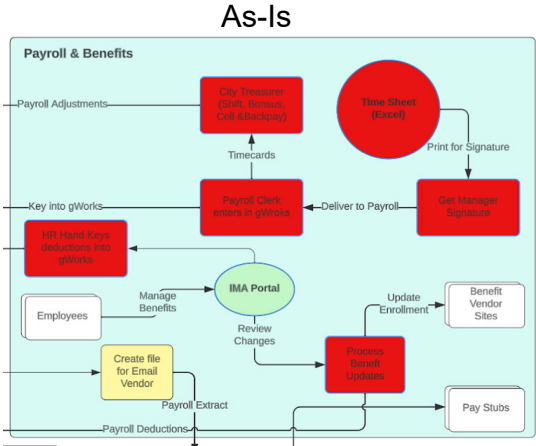 As-Is
Payroll & Benefits
City Treasurer
(Shift, Bonsus,
Cell &Backpay)
Time Sheet
(Excel)
Payroll Adjustments
Print for Signature
Timecards
Key into gWorks
Payroll Clerk
enters in gWroks
Deliver to Payroll
Get Manager
Signature
HR Hand Keys
deductions into
gWorks
IMA Portal
Manage
Benefits
Employees
Update
Enrollment
Benefit
Vendor
Sites
Review
Changes
Process
Beneft
Updates
Create file
for Email
Vendor
Payroll Extract
Pay Stubs
Payroll Deductions